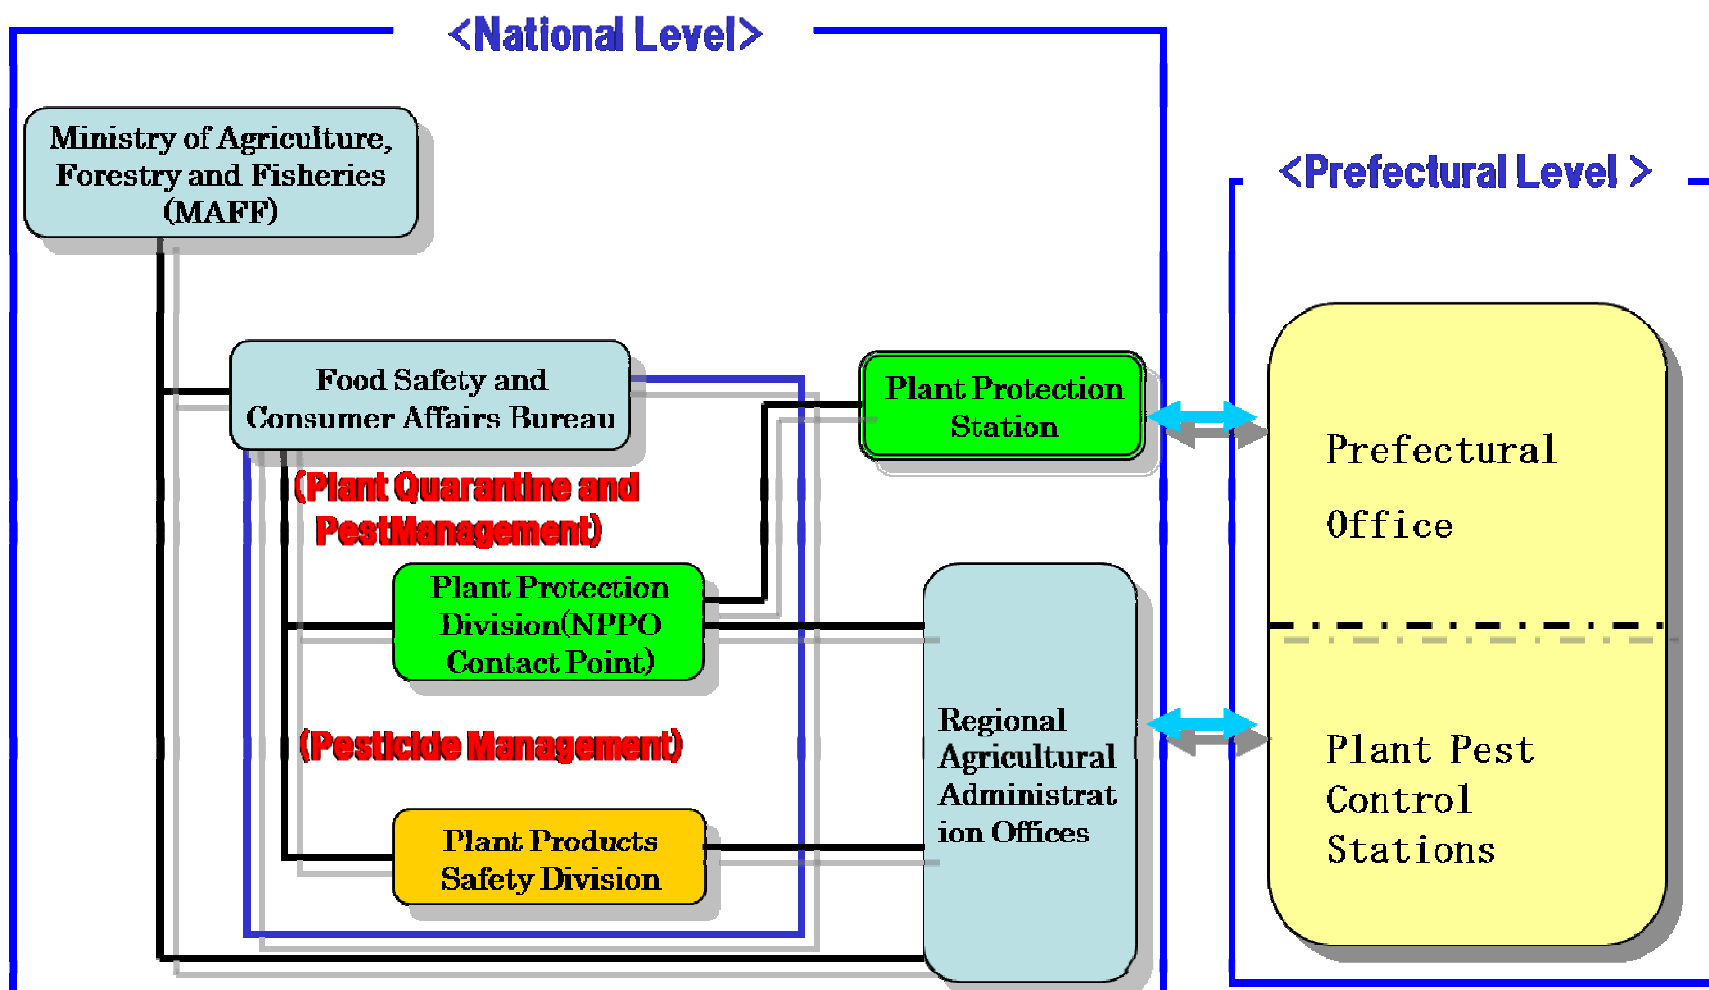 <National Level>
Ministry of Agriculture,
Forestry and Fisheries
(MAFF)
<Prefectural Level >
Food Safety and
Consumer Affairs Bureau
Plant Protection
Station
(Plant Quarantine and
PestManagement)
Prefectural
Office
Plant Protection
Division(NPPO
Contact Point)
(Pesticide Management)
Regional
Agricultural
Administrat
ion Offices
Plant Pest
Control
Stations
Plant Products
Safety Division